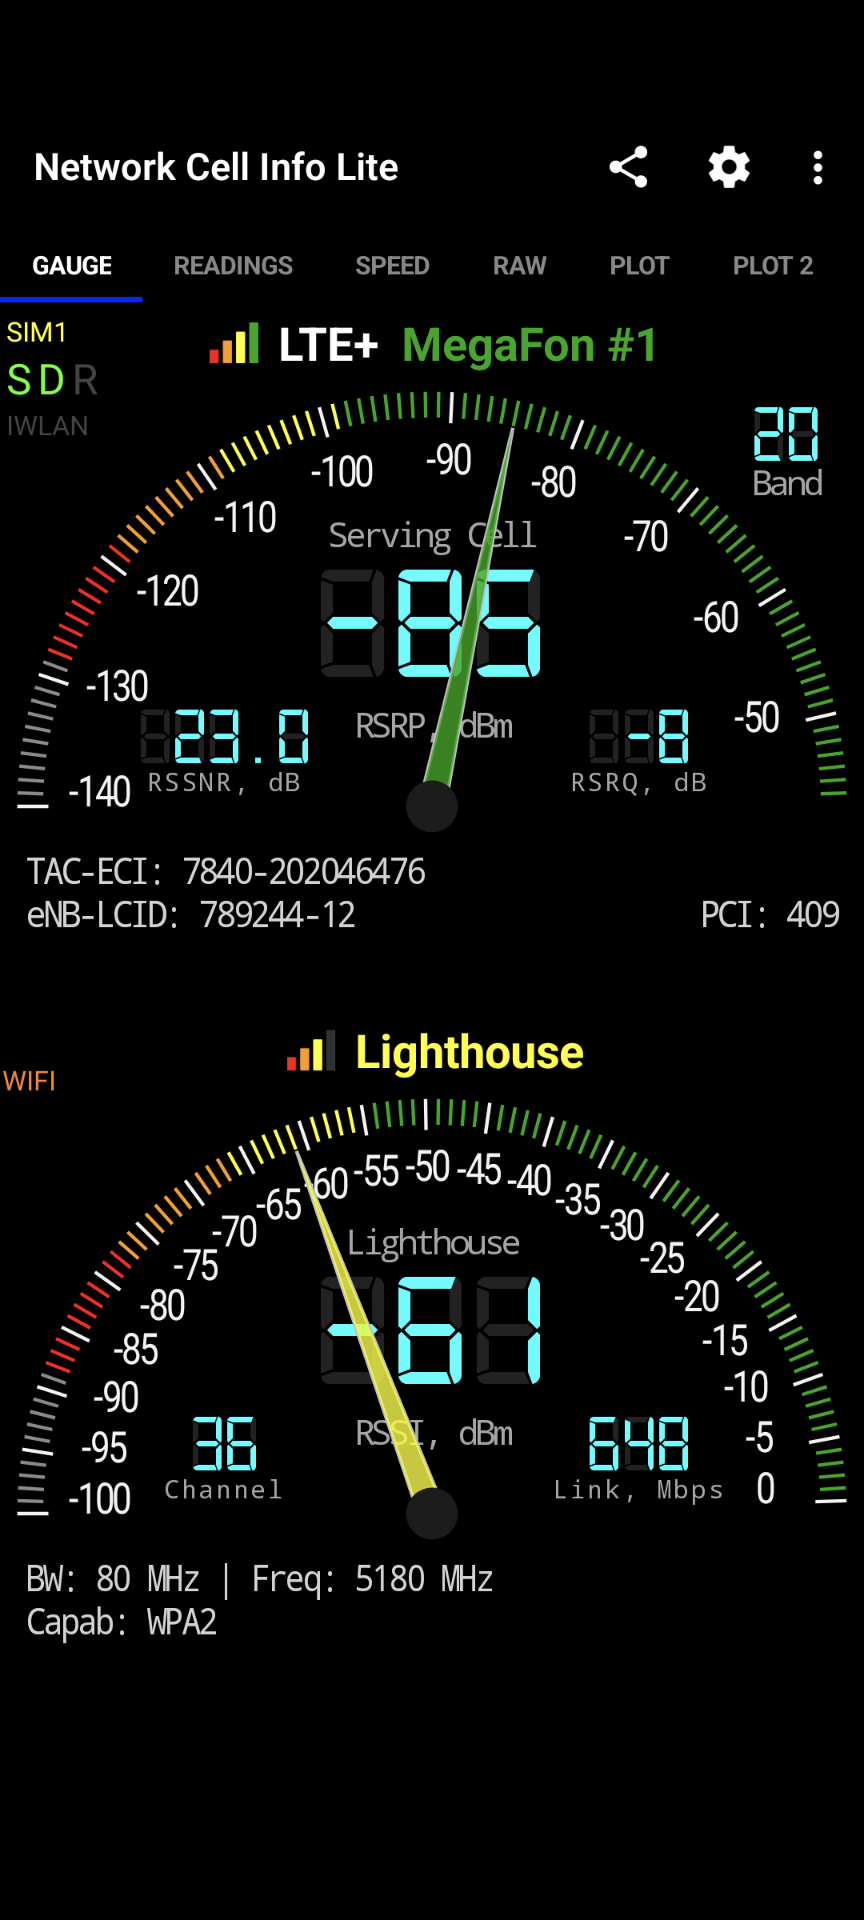 Network Cell Info Lite
GAUGE READINGS SPEED RAW PLOT PLOT 2
SIM1
LTE+ MegaFon #1
S D R
IWLAN
20
Band
-140 -130 -120 -110 -100 -90 -80 -70 -60 -50
Serving Cell
-85
RSRP, dBm
23.0
RSSNR, dB
-8
RSRQ, dB
TAC-ECI: 7840-202046476
eNB-LCID: 789244-12 PCI: 409
Lighthouse
WIFI
-100 -95 -90 -85 -80 -75 -70 -65 -60 -55 -50 -45 -40 -35 -30 -25 -20 -15 -10 -5 0
Lighthouse
-61
RSSI, dBm
36
Channel
648
Link, Mbps
BW: 80 MHz | Freq: 5180 MHz
Capab: WPA2